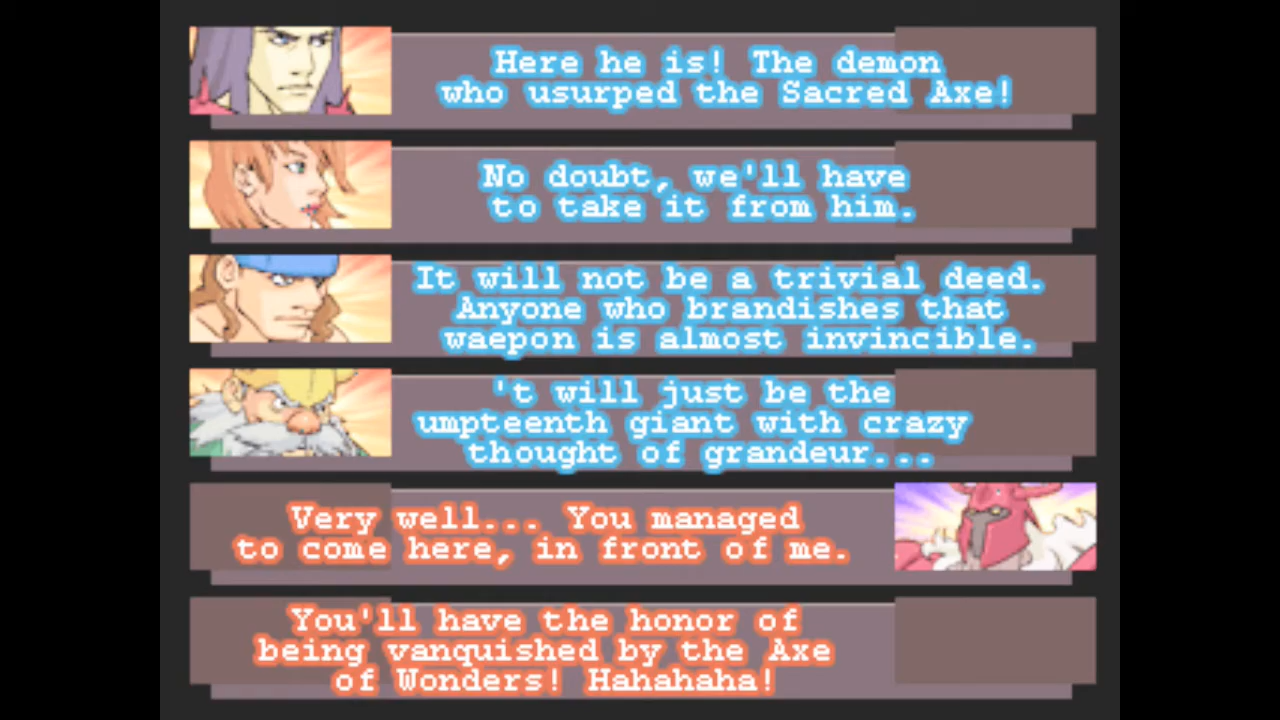 Here he is! The demon
who usurped the Sacred Axe!
No doubt, we'll have
to take it from him.
It will not be a trivial deed.
Anyone who brandishes that
waepon is almost invincible.
't will just be the
umpteenth giant with crazy
thought of grandeur...
Very well... You managed
to come here, in front of me.
You'll have the honor of
being vanquished by the Axe
of Wonders! Hahahaha!